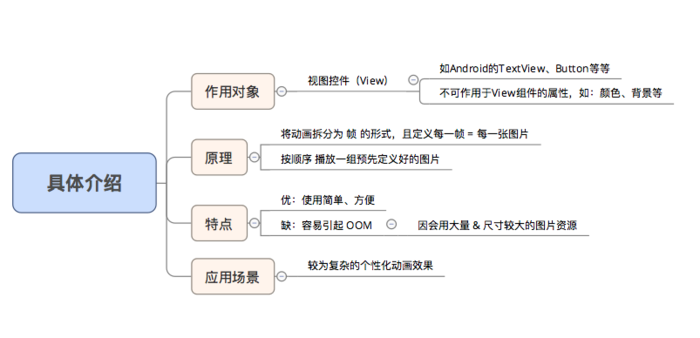 具体介绍
作用对象
视图控件（View）
如Android的TextView、Button等等
不可作用于View组件的属性，如：颜色、背景等
原理
将动画拆分为 帧 的形式，且定义每一帧 = 每一张图片
按顺序 播放一组预先定义好的图片
特点
优：使用简单、方便
缺：容易引起 OOM
因会用大量 & 尺寸较大的图片资源
应用场景
较为复杂的个性化动画效果